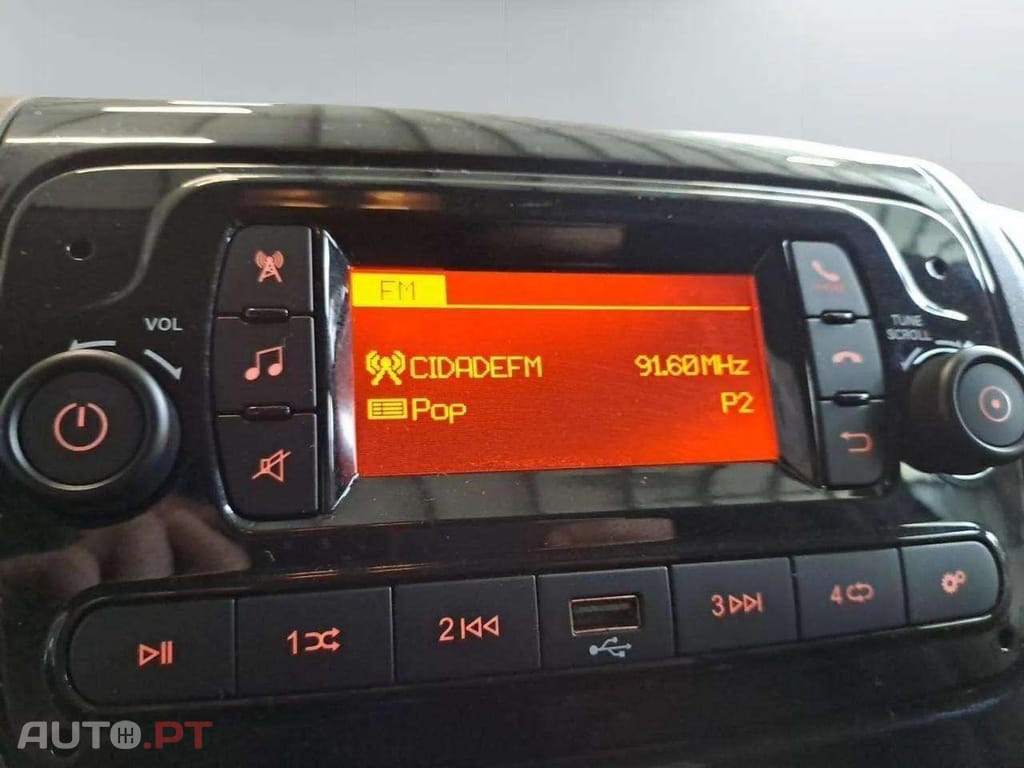 FM
VOL
TUNE
SCROLL
CIDADEFM 91.60MHz
Pop P2
1
2
3
4
AUTO.PT